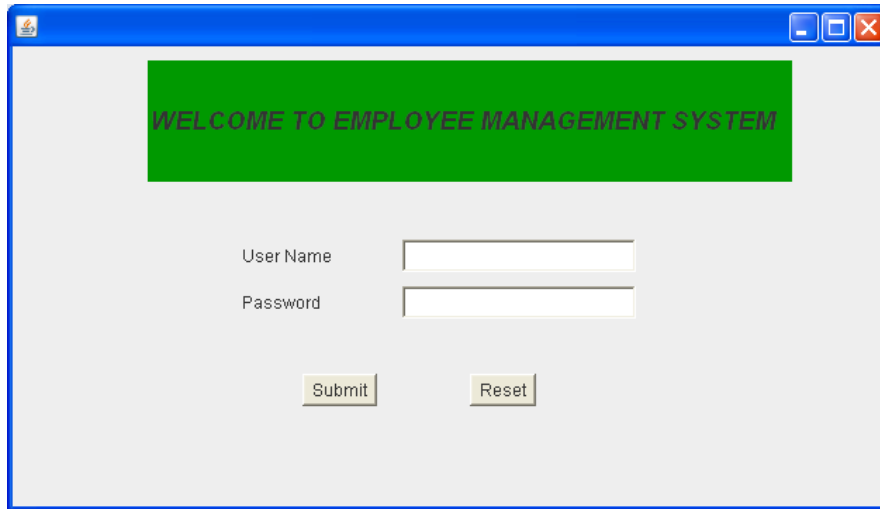 WELCOME TO EMPLOYEE MANAGEMENT SYSTEM
User Name
Password
Submit Reset